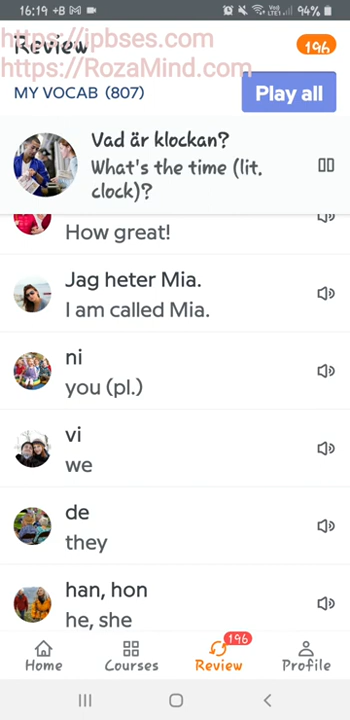 16:19 +B M
94%
https://jpbses.com
Review
196
https://RozaMind.com
MY VOCAB (807)
Play all
Vad är klockan?
What's the time (lit.
clock)?
How great!
Jag heter Mia.
I am called Mia.
ni
you (pl.)
vi
we
de
they
han, hon
he, she
196
Home
Courses
Review
Profile